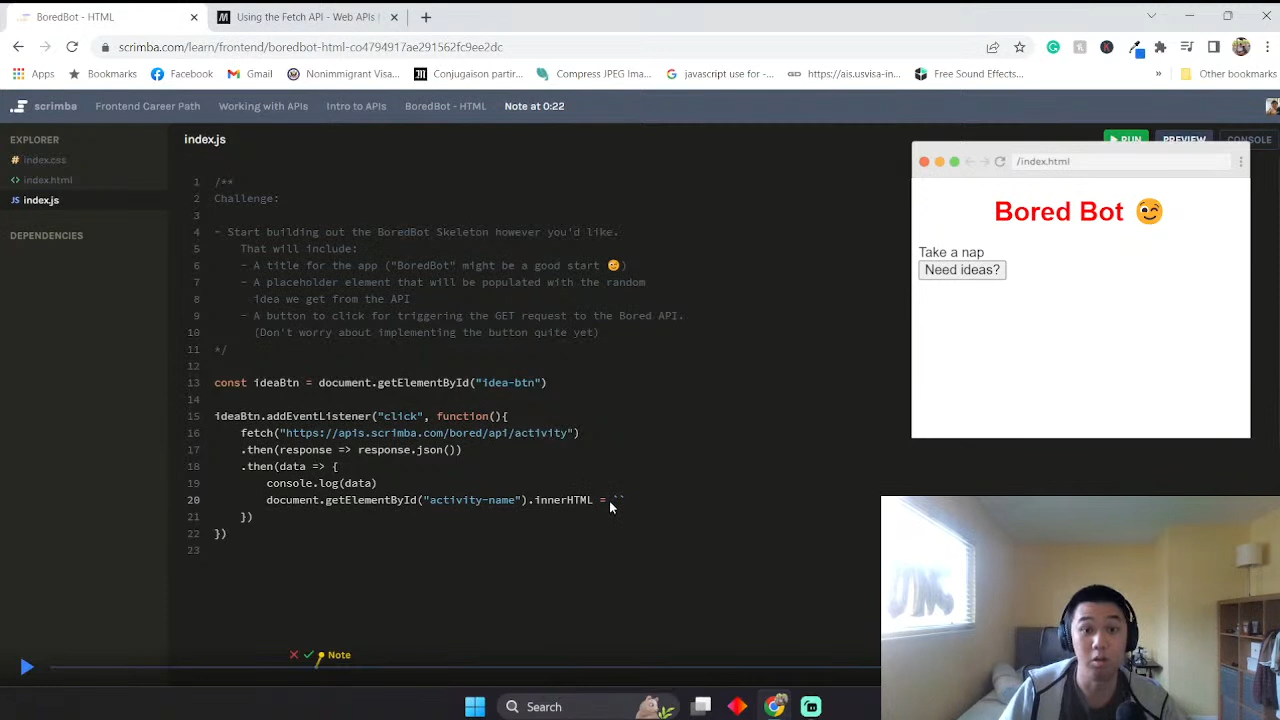 BoredBot - HTML
Using the Fetch API - Web APIs
scrimba.com/learn/frontend/boredbot-html-co4794917ae291562fc9ee2dc
Apps
Bookmarks
Facebook
Gmail
Nonimmigrant Visa...
Conjugaison partir...
Compress JPEG Ima...
javascript use for -...
https://ais.usvisa-in...
Free Sound Effects...
»
Other bookmarks
scrimba
Frontend Career Path
Working with APIs
Intro to APIs
BoredBot - HTML
Note at 0:22
EXPLORER
index.css
index.html
JS index.js
DEPENDENCIES
index.js
RUN
PREVIEW
CONSOLE
1 /**
2 Challenge:
3
4 - Start building out the BoredBot Skeleton however you'd like.
5 That will include:
6 - A title for the app ("BoredBot" might be a good start 😉)
7 - A placeholder element that will be populated with the random
8 idea we get from the API
9 - A button to click for triggering the GET request to the Bored API.
10 (Don't worry about implementing the button quite yet)
11 */
12
13 const ideaBtn = document.getElementById("idea-btn")
14
15 ideaBtn.addEventListener("click", function(){
16 fetch("https://apis.scrimba.com/bored/api/activity")
17 .then(response => response.json())
18 .then(data => {
19 console.log(data)
20 document.getElementById("activity-name").innerHTML = ``
21 })
22 })
23
/index.html
Bored Bot 😉
Take a nap
Need ideas?
Note
Search